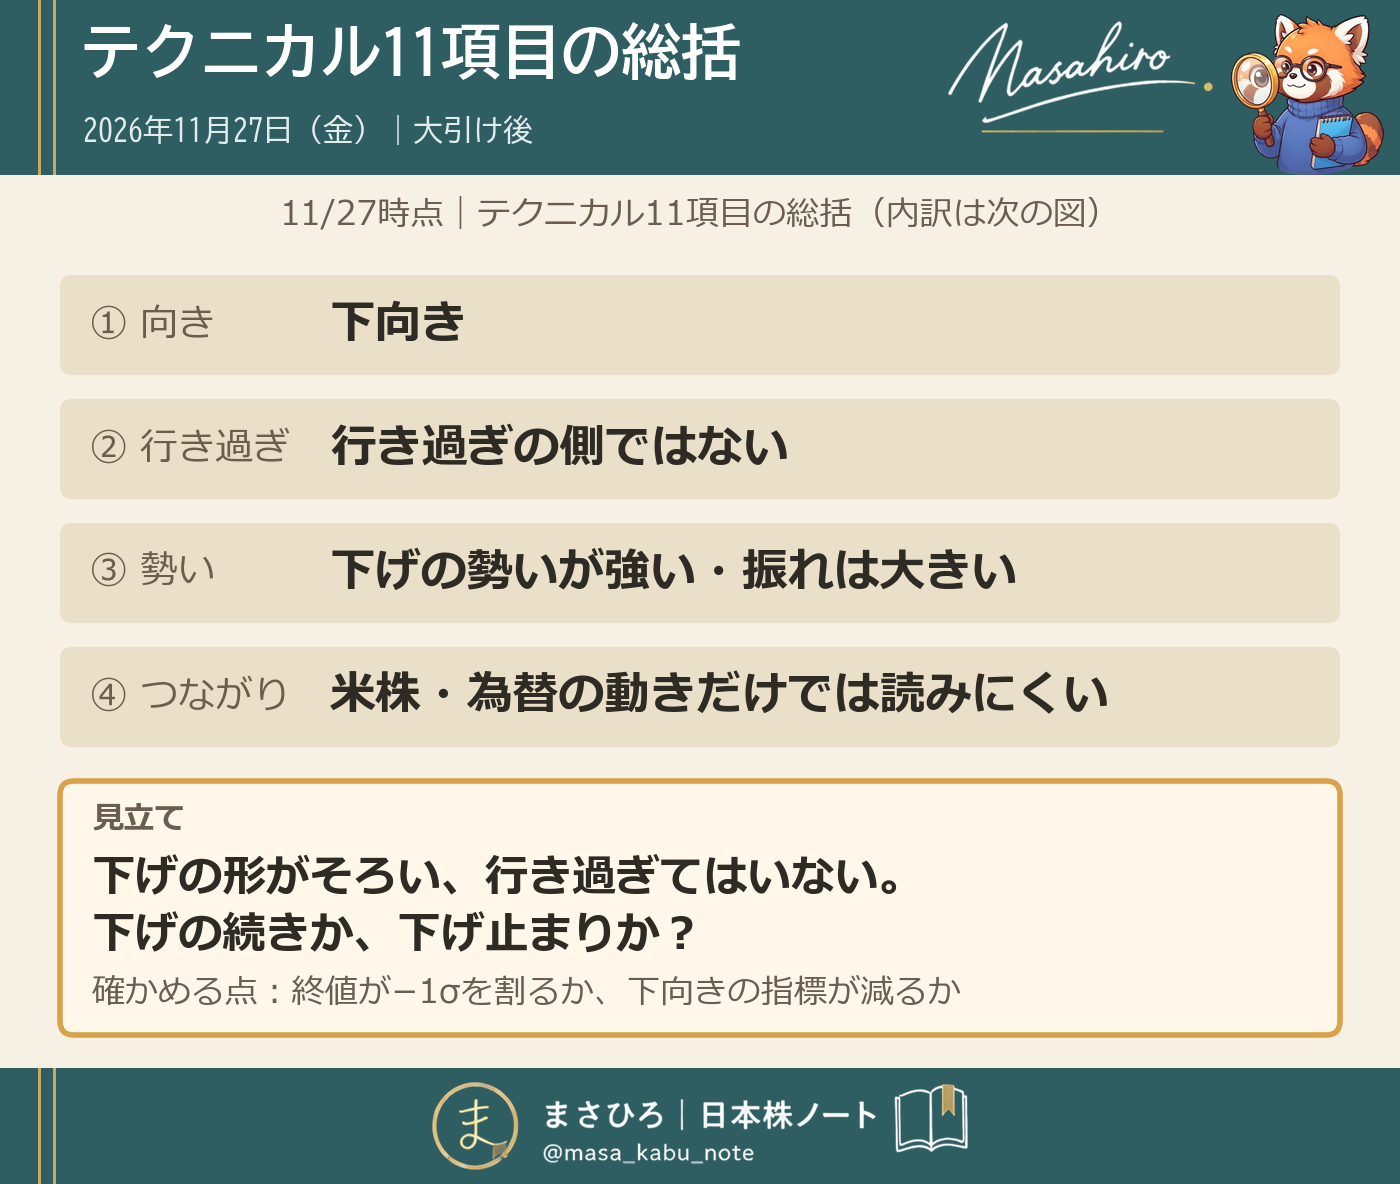 テクニカル11項目の総括
2026年11月27日（金）｜大引け後
Masahiro
11/27時点｜テクニカル11項目の総括（内訳は次の図）
① 向き 下向き
② 行き過ぎ 行き過ぎの側ではない
③ 勢い 下げの勢いが強い・振れは大きい
④ つながり 米株・為替の動きだけでは読みにくい
見立て
下げの形がそろい、行き過ぎてはいない。
下げの続きか、下げ止まりか？
確かめる点：終値が−1σを割るか、下向きの指標が減るか
ま
まさひろ｜日本株ノート
@masa_kabu_note